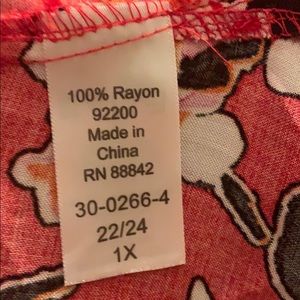 100% Rayon
92200
Made in
China
RN 88842
30-0266-4
22/24
1X